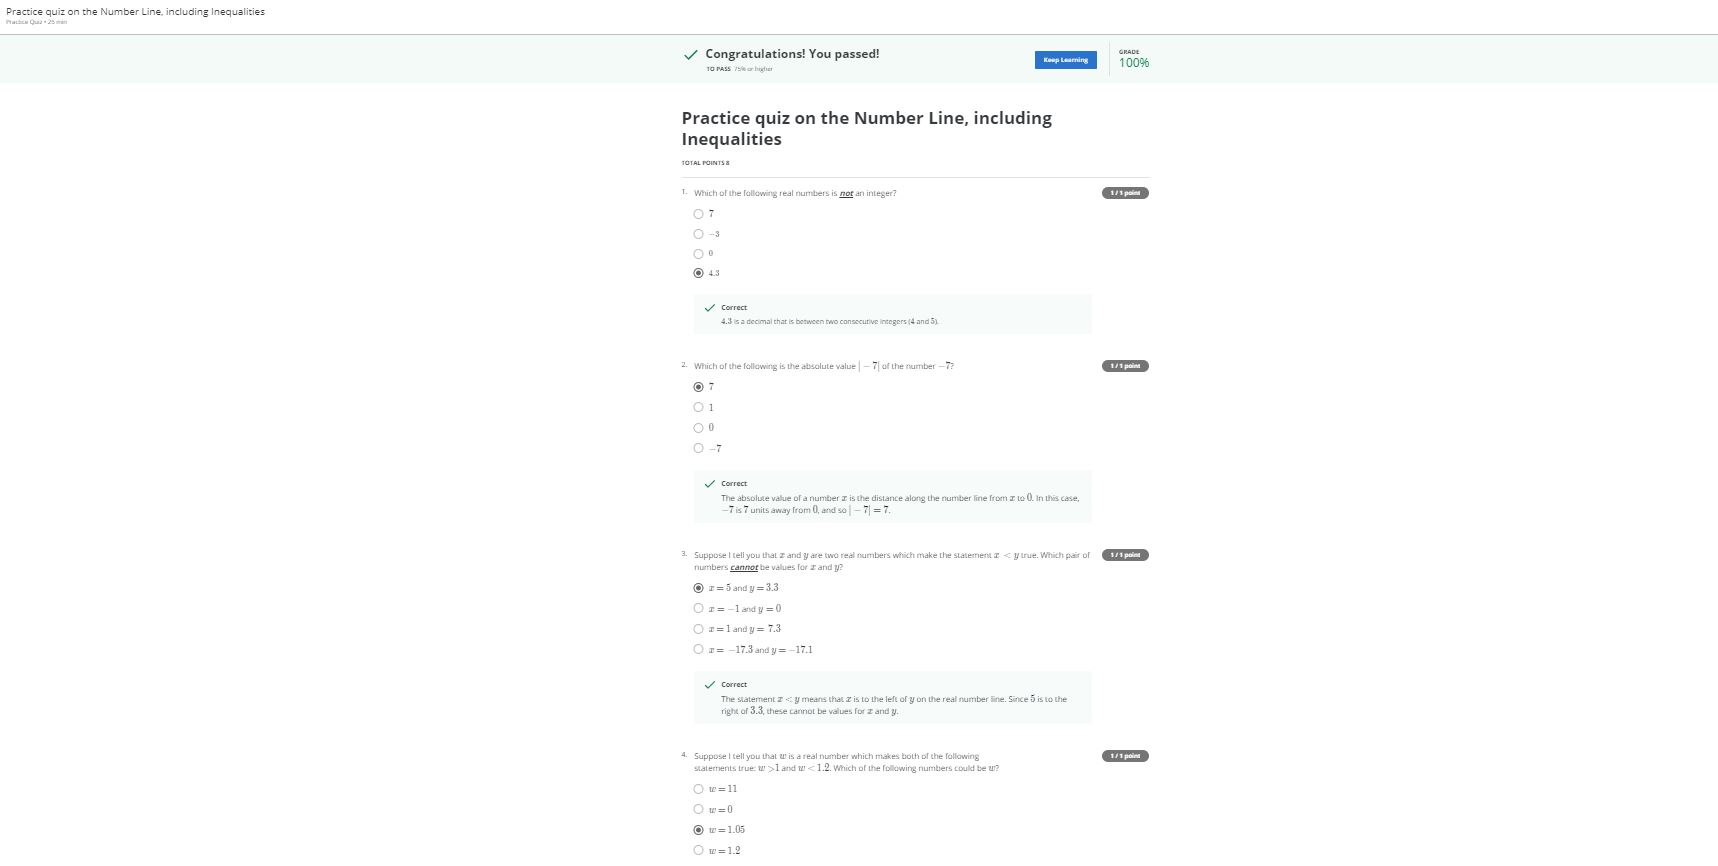 Practice quiz on the Number Line, including Inequalities
Practice Quiz • 25 min
Congratulations! You passed!
TO PASS 75% or higher
Keep Learning
GRADE
100%
Practice quiz on the Number Line, including
Inequalities
TOTAL POINTS 8
1. Which of the following real numbers is not an integer?
1 / 1 point
7
−3
0
4.3
Correct
4.3 is a decimal that is between two consecutive integers (4 and 5).
2. Which of the following is the absolute value | − 7| of the number −7?
1 / 1 point
7
1
0
−7
Correct
The absolute value of a number x is the distance along the number line from x to 0. In this case,
−7 is 7 units away from 0, and so | − 7| = 7.
3. Suppose I tell you that x and y are two real numbers which make the statement x < y true. Which pair of
numbers cannot be values for x and y?
1 / 1 point
x = 5 and y = 3.3
x = −1 and y = 0
x = 1 and y = 7.3
x = −17.3 and y = −17.1
Correct
The statement x < y means that x is to the left of y on the real number line. Since 5 is to the
right of 3.3, these cannot be values for x and y.
4. Suppose I tell you that w is a real number which makes both of the following
statements true: w >1 and w < 1.2. Which of the following numbers could be w?
1 / 1 point
w = 11
w = 0
w = 1.05
w = 1.2